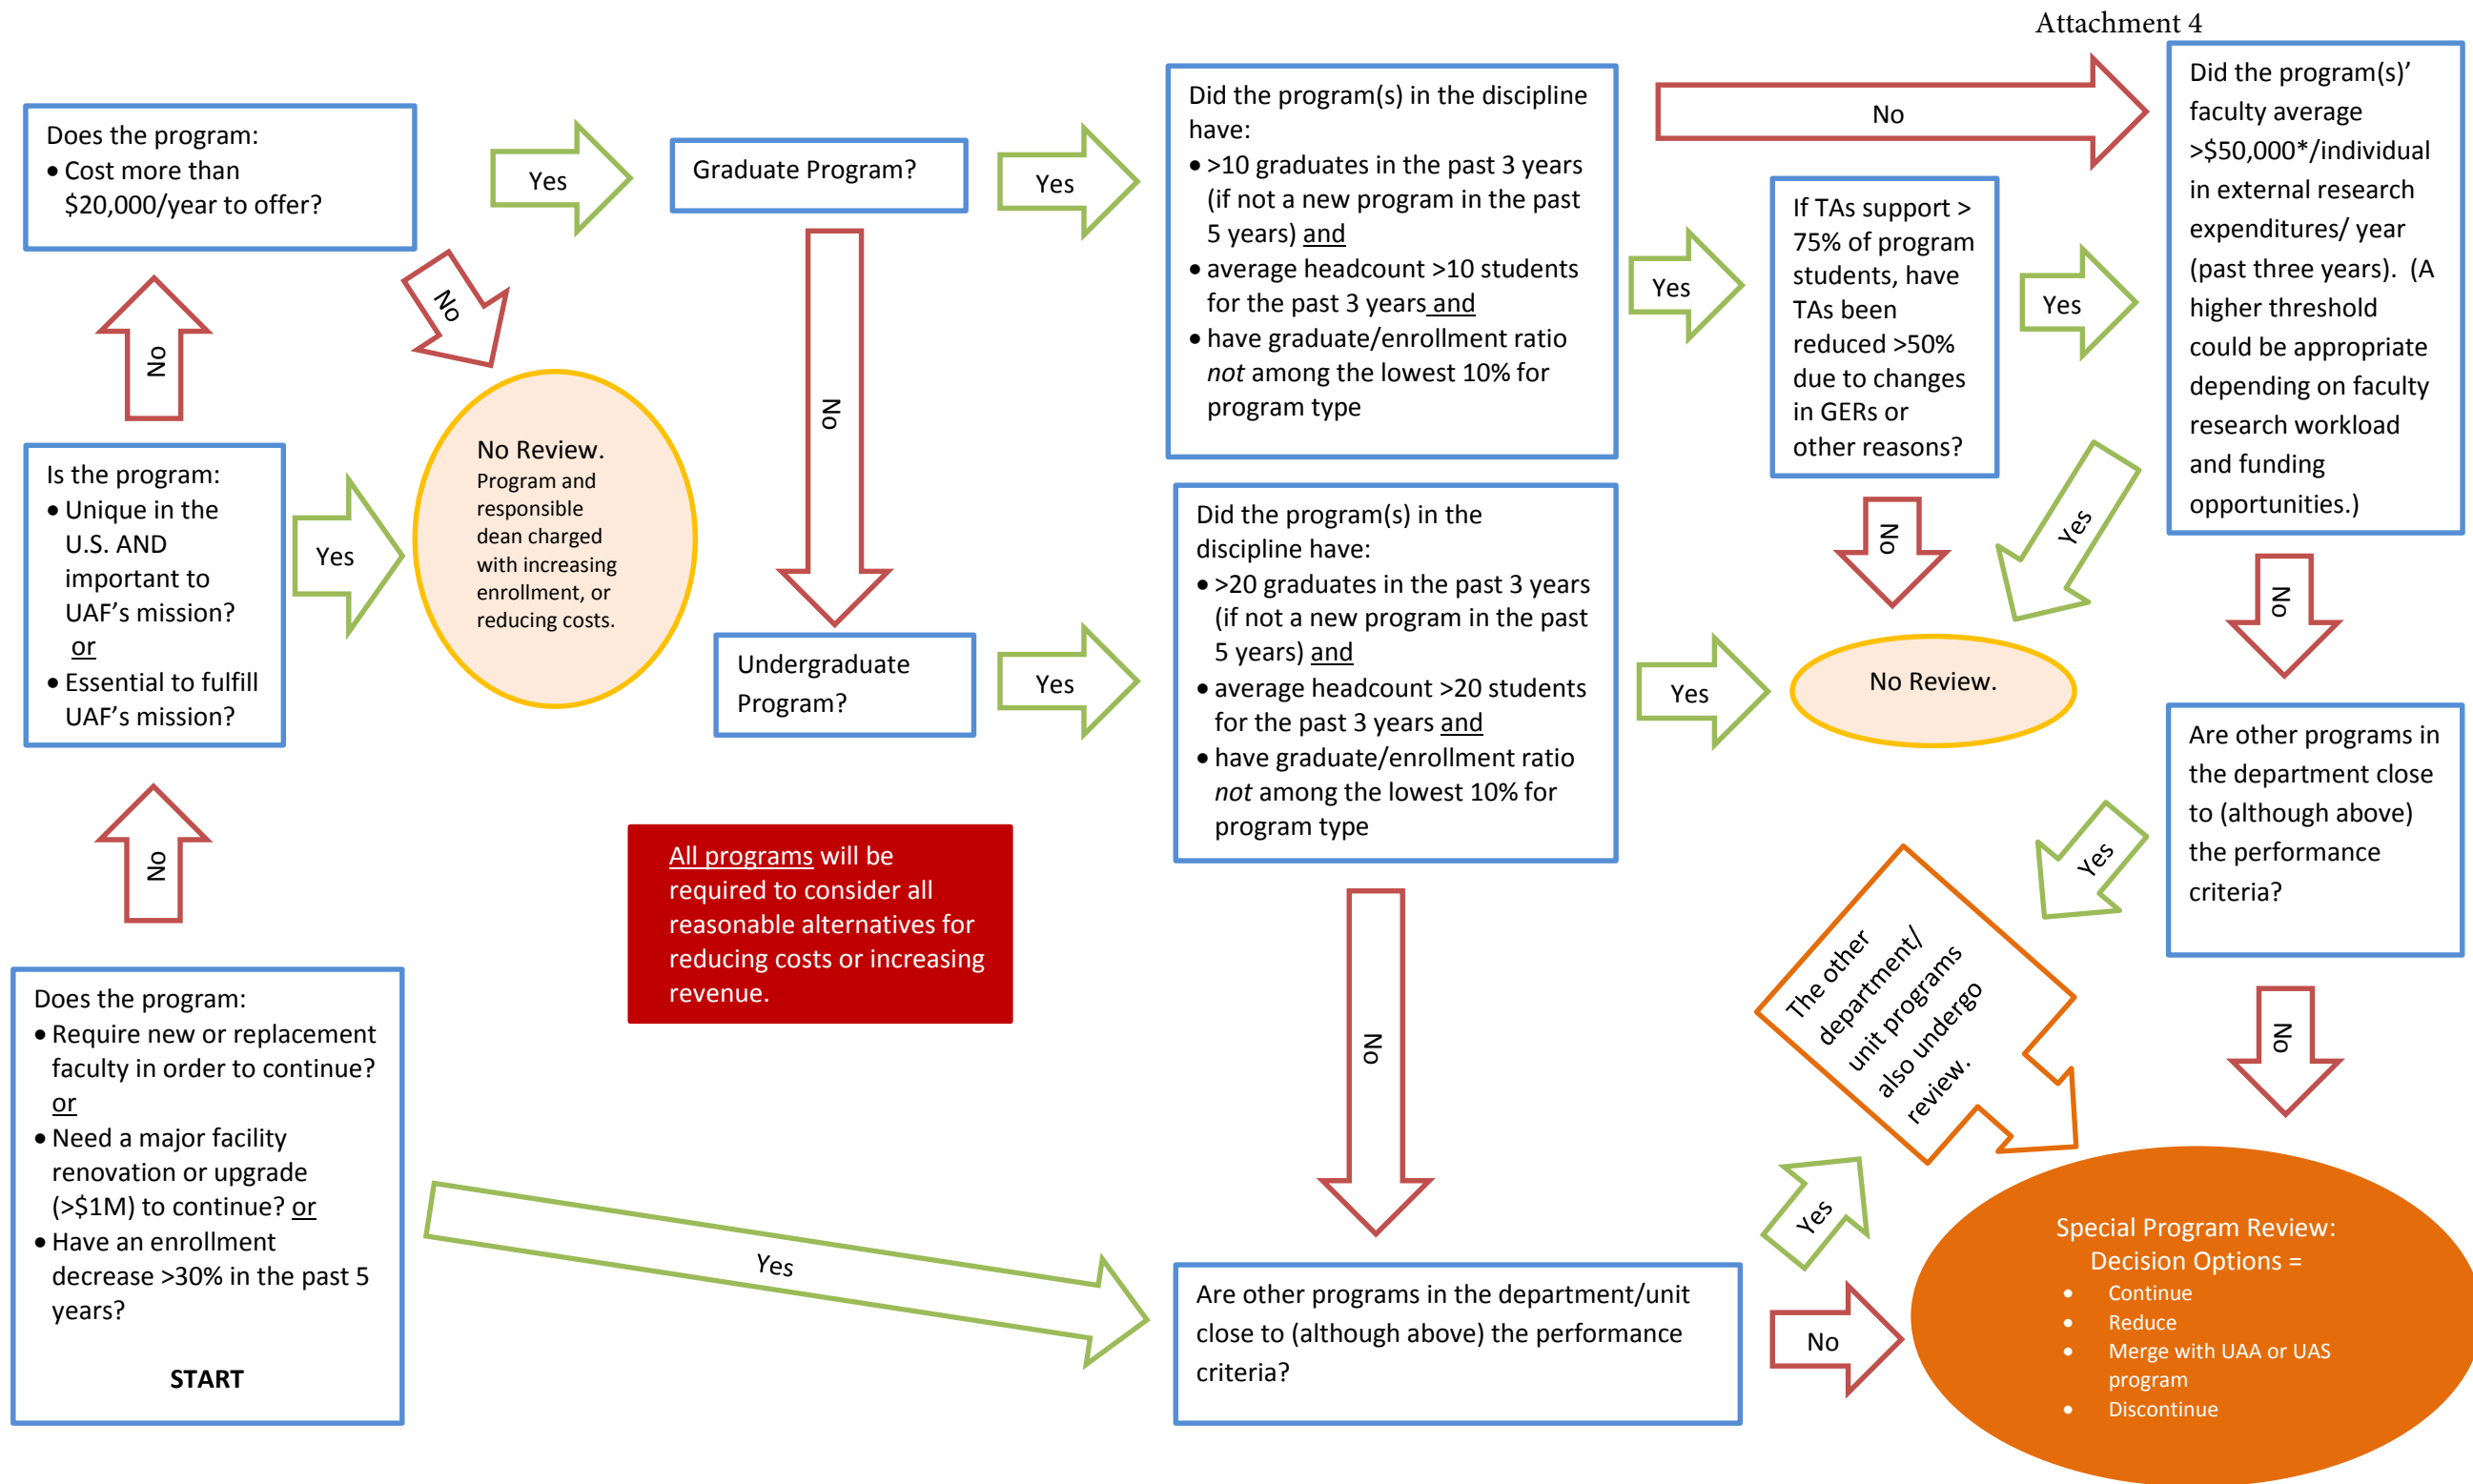 Attachment 4
Does the program:
• Cost more than
$20,000/year to offer?
Yes
No
Graduate Program?
Yes
No
Did the program(s) in the discipline
have:
• >10 graduates in the past 3 years
(if not a new program in the past
5 years) and
• average headcount >10 students
for the past 3 years and
• have graduate/enrollment ratio
not among the lowest 10% for
program type
No
Yes
If TAs support >
75% of program
students, have
TAs been
reduced >50%
due to changes
in GERs or
other reasons?
Yes
No
Did the program(s)'
faculty average
>$50,000*/individual
in external research
expenditures/ year
(past three years).  (A
higher threshold
could be appropriate
depending on faculty
research workload
and funding
opportunities.)
Yes
No
No
Is the program:
• Unique in the
U.S. AND
important to
UAF's mission?
or
• Essential to fulfill
UAF's mission?
Yes
No Review.
Program and
responsible
dean charged
with increasing
enrollment, or
reducing costs.
Undergraduate
Program?
Yes
Did the program(s) in the
discipline have:
• >20 graduates in the past 3 years
(if not a new program in the past
5 years) and
• average headcount >20 students
for the past 3 years and
• have graduate/enrollment ratio
not among the lowest 10% for
program type
Yes
No
No Review.
Are other programs in
the department close
to (although above)
the performance
criteria?
Yes
No
No
All programs will be
required to consider all
reasonable alternatives for
reducing costs or increasing
revenue.
The other
department/
unit programs
also undergo
review.
Does the program:
• Require new or replacement
faculty in order to continue?
or
• Need a major facility
renovation or upgrade
(>$1M) to continue? or
• Have an enrollment
decrease >30% in the past 5
years?
START
Yes
Are other programs in the department/unit
close to (although above) the performance
criteria?
Yes
No
Special Program Review:
Decision Options =
• Continue
• Reduce
• Merge with UAA or UAS
program
• Discontinue